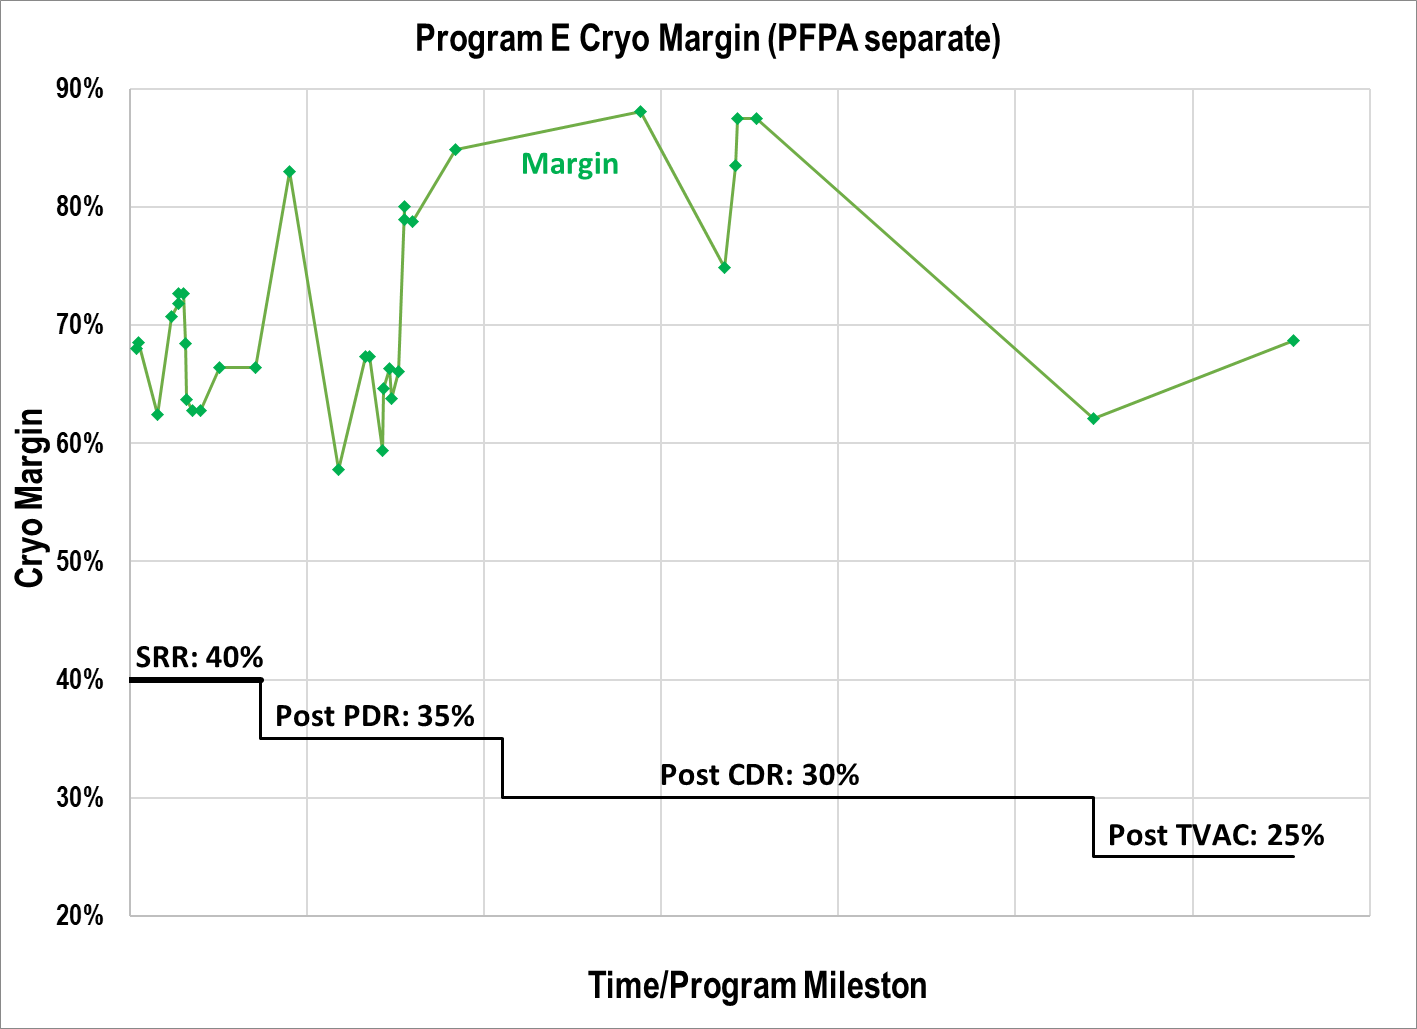 Program E Cryo Margin (PFPA separate)
90%
80%
70%
60%
50%
40%
30%
20%
Cryo Margin
Margin
SRR: 40%
Post PDR: 35%
Post CDR: 30%
Post TVAC: 25%
Time/Program Mileston